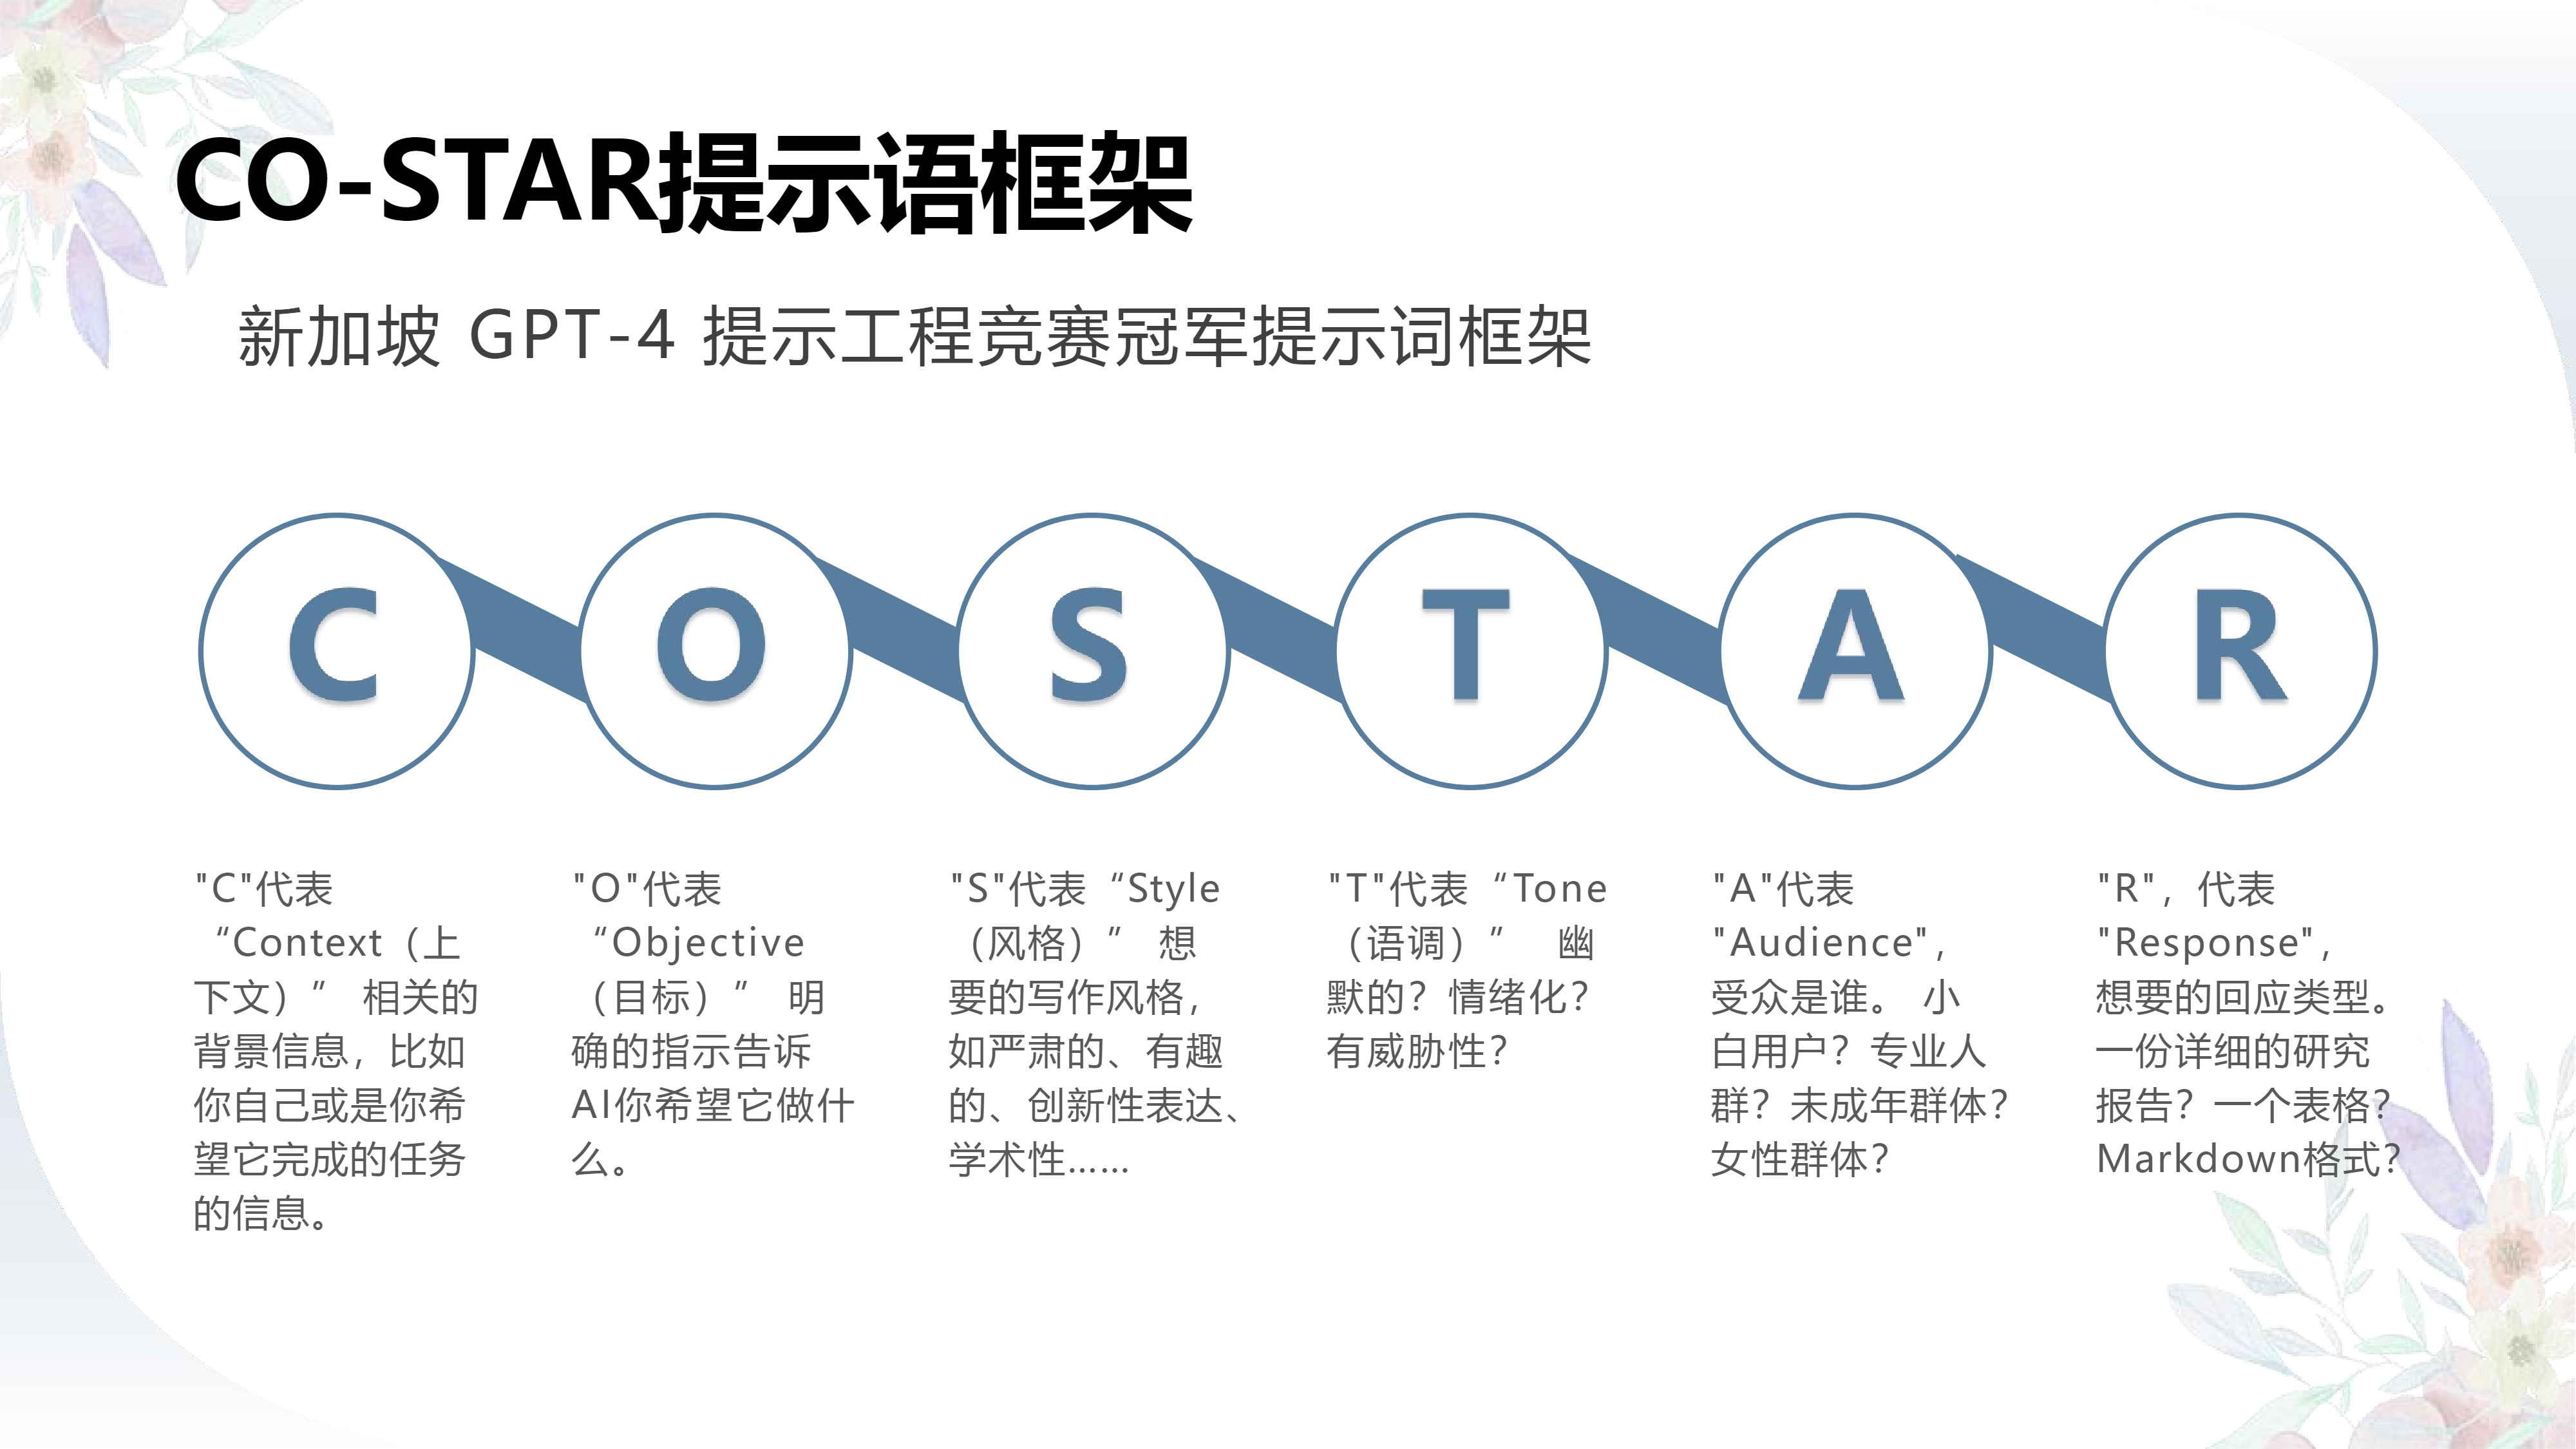 CO-STAR提示语框架
新加坡 GPT-4 提示工程竞赛冠军提示词框架
C
O
S
T
A
R
"C"代表
“Context（上
下文）” 相关的
背景信息，比如
你自己或是你希
望它完成的任务
的信息。
"O"代表
“Objective
（目标）” 明
确的指示告诉
AI你希望它做什
么。
"S"代表“Style
（风格）” 想
要的写作风格，
如严肃的、有趣
的、创新性表达、
学术性……
"T"代表“Tone
（语调）” 幽
默的？情绪化？
有威胁性？
"A"代表
"Audience"，
受众是谁。 小
白用户？专业人
群？未成年群体？
女性群体？
"R"，代表
"Response"，
想要的回应类型。
一份详细的研究
报告？一个表格？
Markdown格式？